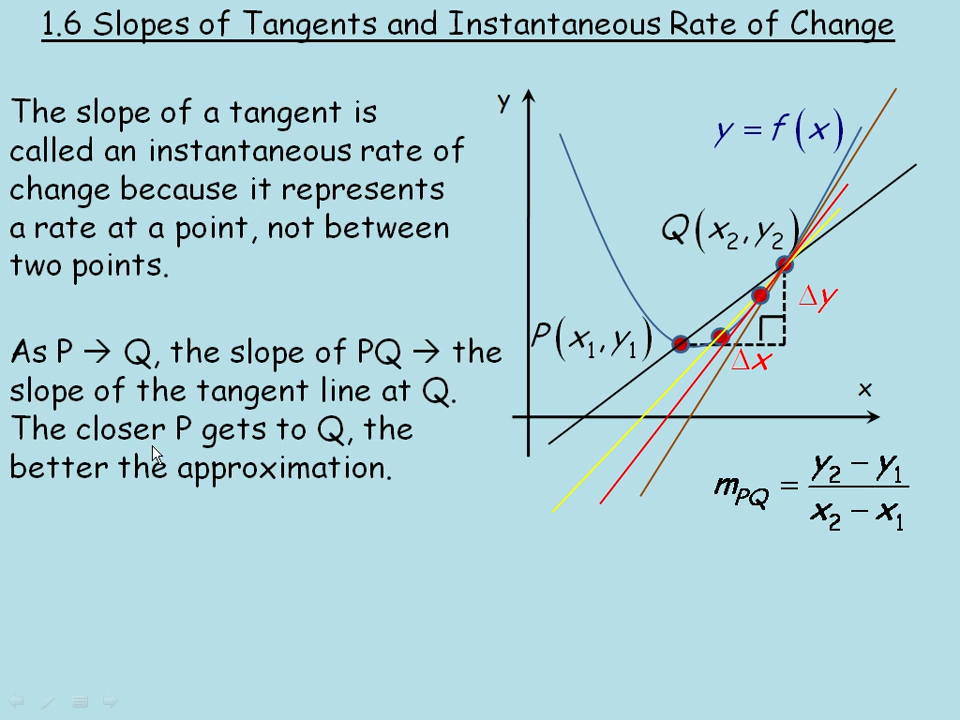 1.6 Slopes of Tangents and Instantaneous Rate of Change
The slope of a tangent is
called an instantaneous rate of
change because it represents
a rate at a point, not between
two points.
As P → Q, the slope of PQ → the
slope of the tangent line at Q.
The closer P gets to Q, the
better the approximation.
y
y = f(x)
Q(x₂, y₂)
Δy
P(x₁, y₁)
Δx
x
m_PQ = (y₂ − y₁) / (x₂ − x₁)